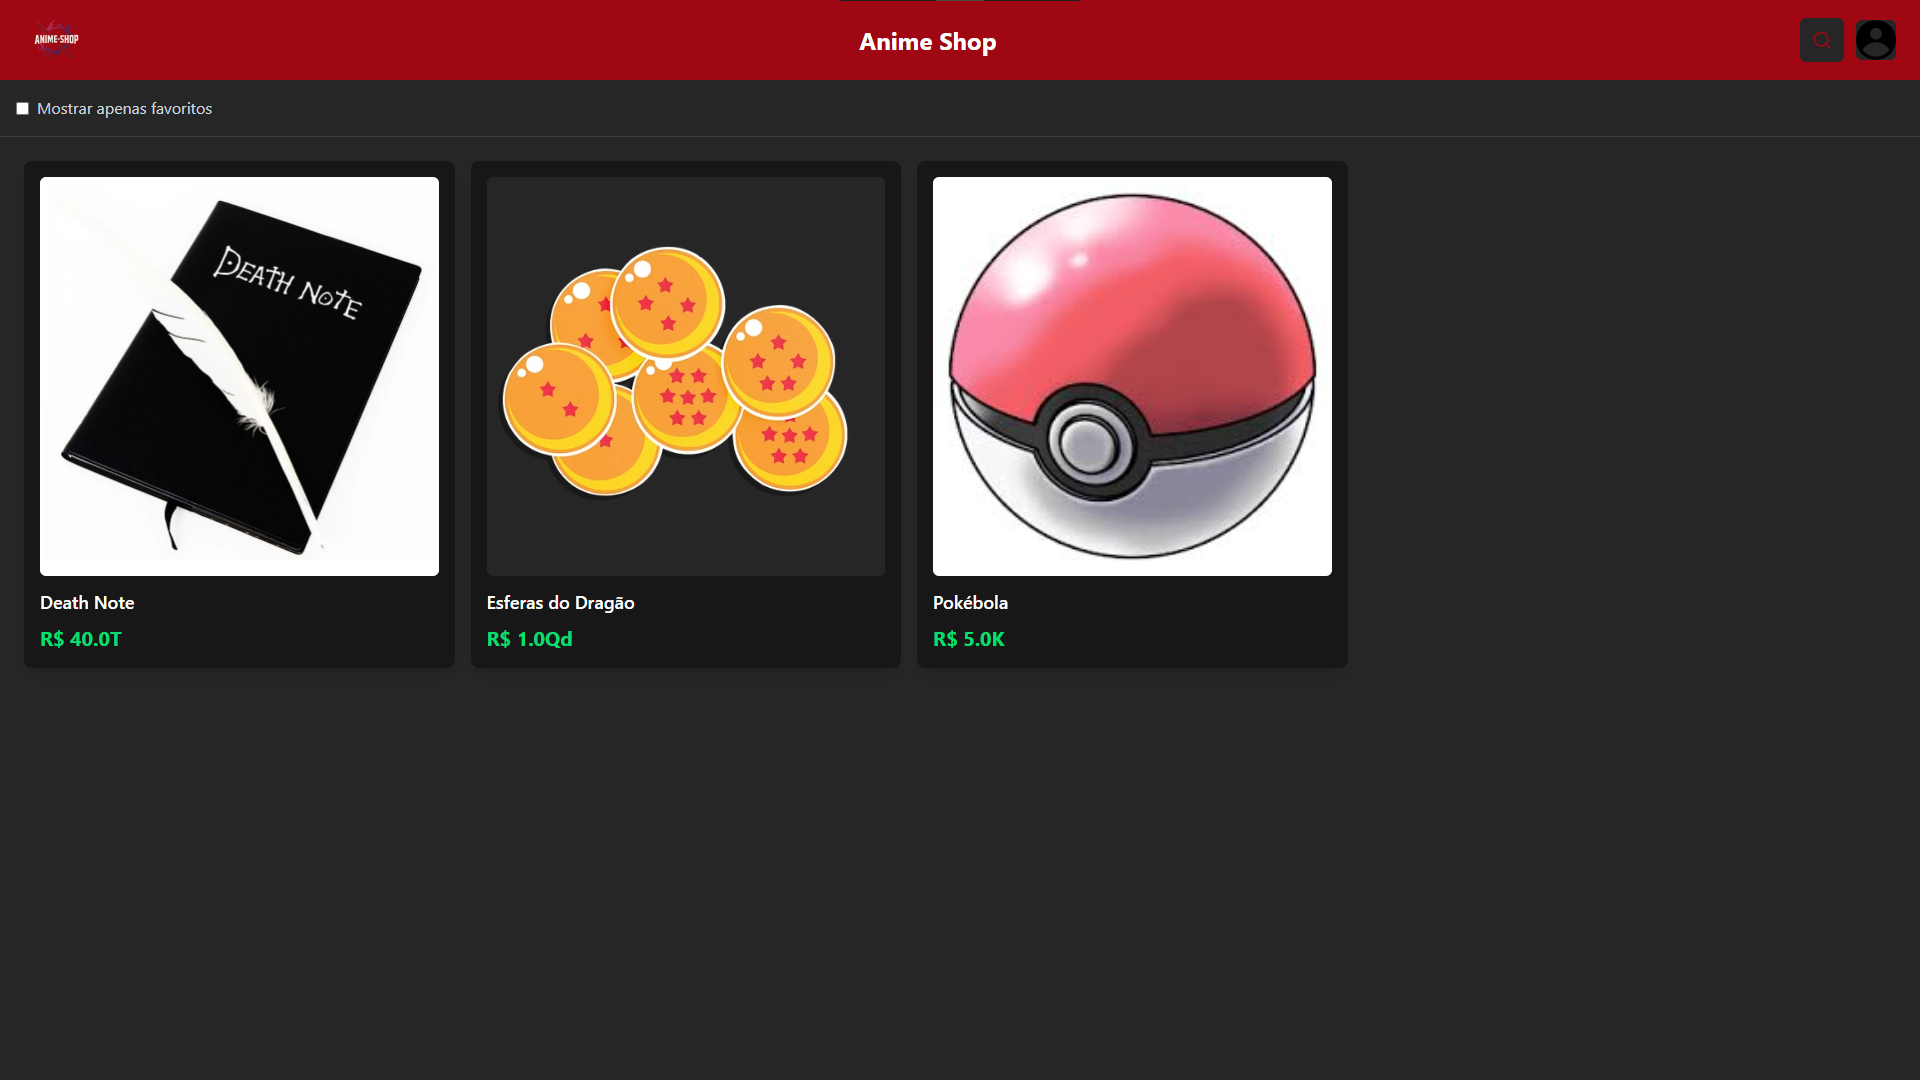 ANIME-SHOP
Anime Shop
Mostrar apenas favoritos
DEATH NOTE
Death Note
R$ 40.0T
Esferas do Dragão
R$ 1.0Qd
Pokébola
R$ 5.0K